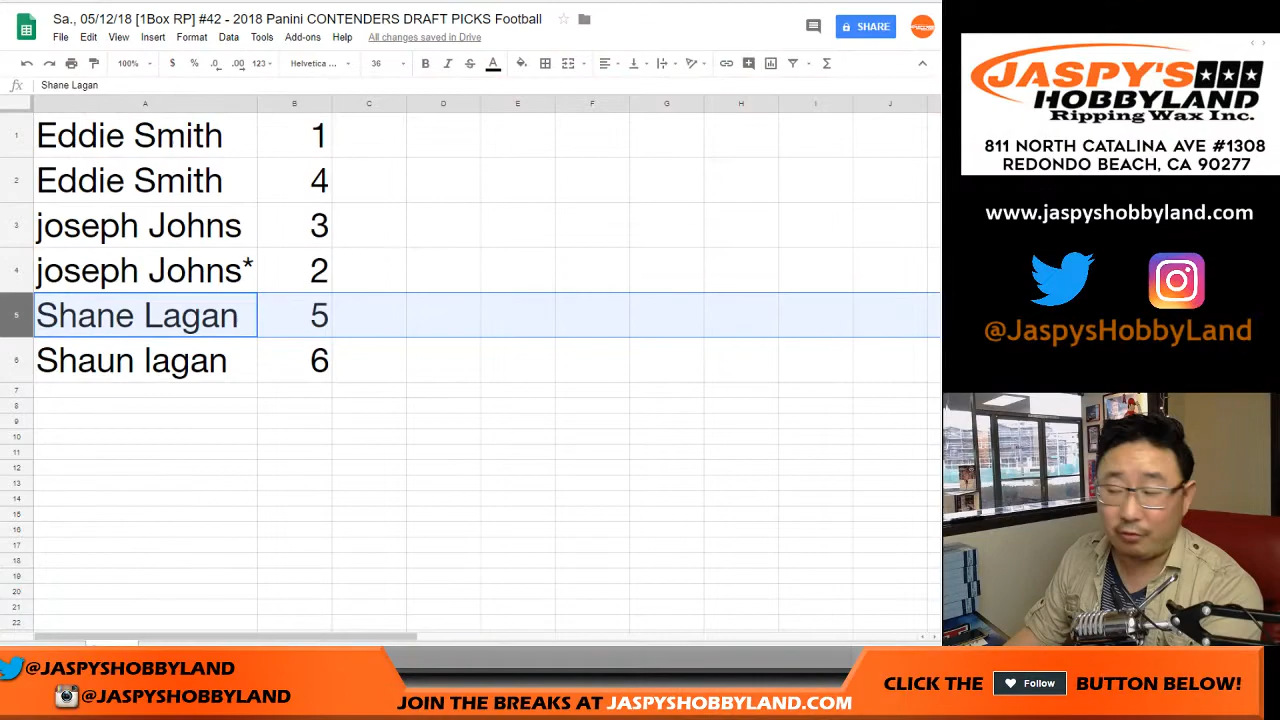 Sa., 05/12/18 [1Box RP] #42 - 2018 Panini CONTENDERS DRAFT PICKS Football
SHARE
File Edit View Insert Format Data Tools Add-ons Help All changes saved in Drive
100% $ % .0 .00 123 Helvetica ... 36 B I S A
fx Shane Lagan
A B C D E F G H I J
1 Eddie Smith 1
2 Eddie Smith 4
3 joseph Johns 3
4 joseph Johns* 2
5 Shane Lagan 5
6 Shaun lagan 6
7
8
9
10
11
12
13
14
15
16
17
18
19
20
21
22
JASPY'S
HOBBYLAND
Ripping Wax Inc.
811 NORTH CATALINA AVE #1308
REDONDO BEACH, CA 90277
www.jaspyshobbyland.com
@JaspysHobbyLand
@JASPYSHOBBYLAND
@JASPYSHOBBYLAND
JOIN THE BREAKS AT JASPYSHOBBYLAND.COM
CLICK THE Follow BUTTON BELOW!